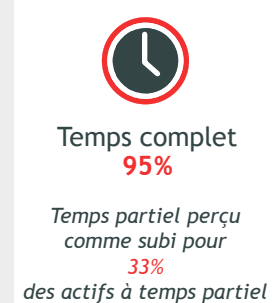 Temps complet
95%
Temps partiel perçu
comme subi pour
33%
des actifs à temps partiel